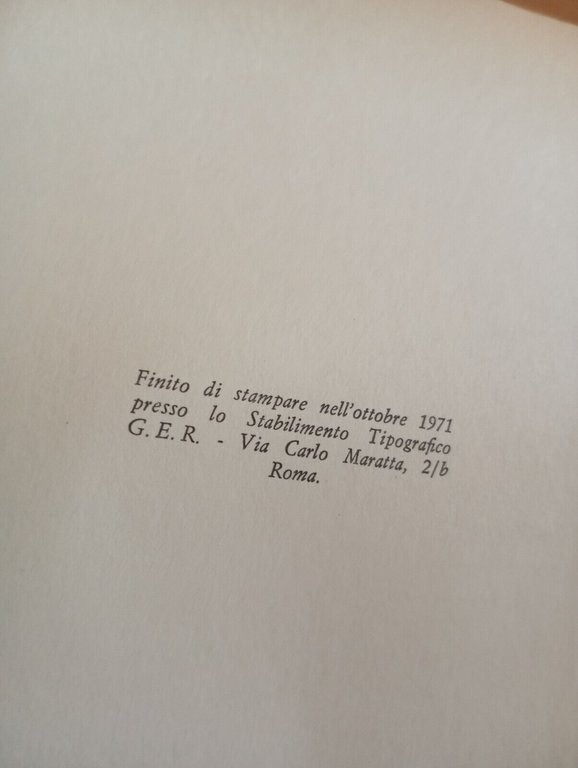 Finito di stampare nell'ottobre 1971
presso lo Stabilimento Tipografico
G. E. R. - Via Carlo Maratta, 2/b
Roma.